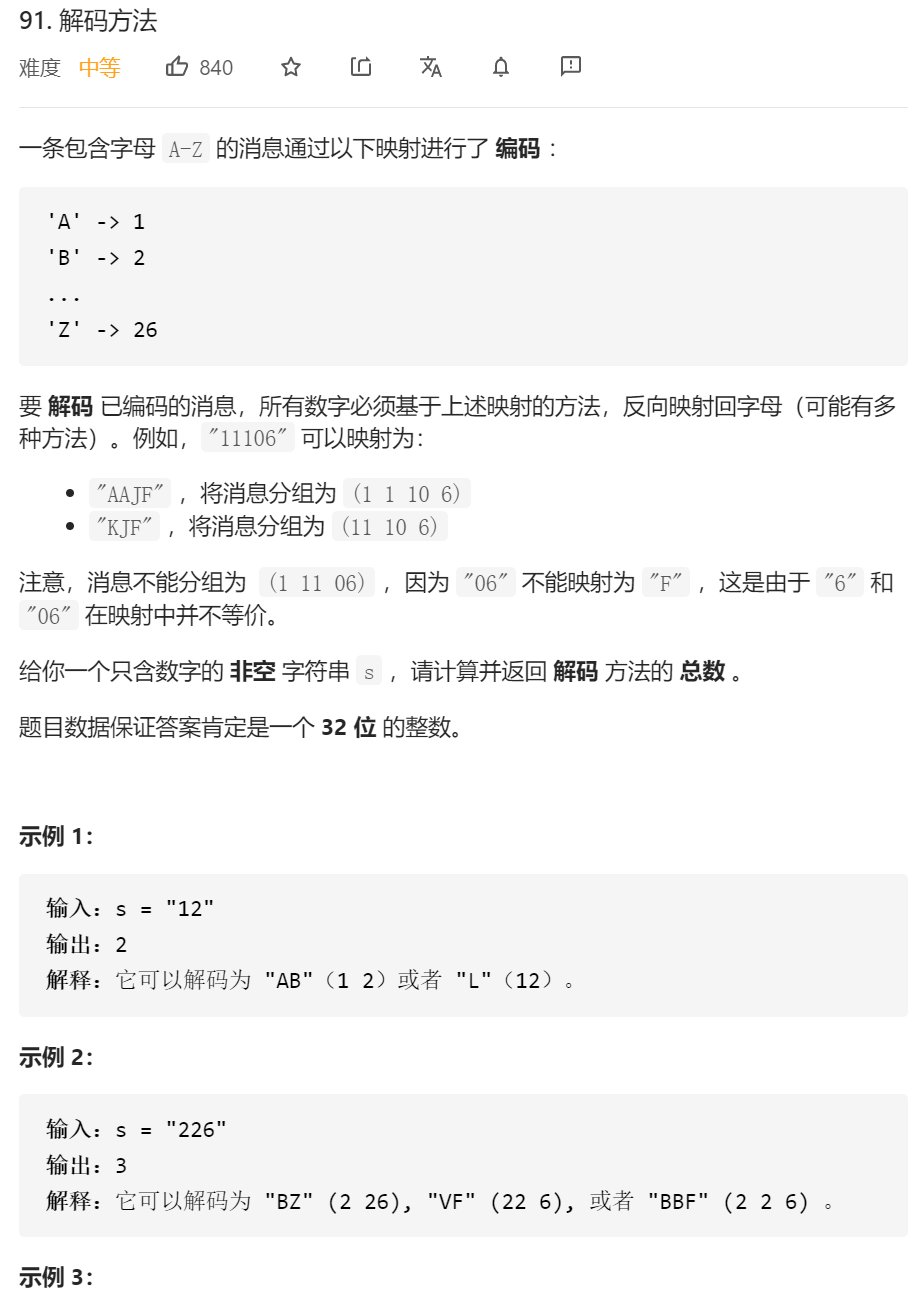 91. 解码方法
难度 中等 840
一条包含字母 A-Z 的消息通过以下映射进行了 编码 ：
'A' -> 1
'B' -> 2
...
'Z' -> 26
要 解码 已编码的消息，所有数字必须基于上述映射的方法，反向映射回字母（可能有多
种方法）。例如，"11106" 可以映射为：
"AAJF" ，将消息分组为 (1 1 10 6)
"KJF" ，将消息分组为 (11 10 6)
注意，消息不能分组为 (1 11 06) ，因为 "06" 不能映射为 "F" ，这是由于 "6" 和
"06" 在映射中并不等价。
给你一个只含数字的 非空 字符串 s ，请计算并返回 解码 方法的 总数 。
题目数据保证答案肯定是一个 32 位 的整数。
示例 1：
输入：s = "12"
输出：2
解释：它可以解码为 "AB"（1 2）或者 "L"（12）。
示例 2：
输入：s = "226"
输出：3
解释：它可以解码为 "BZ" (2 26), "VF" (22 6), 或者 "BBF" (2 2 6) 。
示例 3：